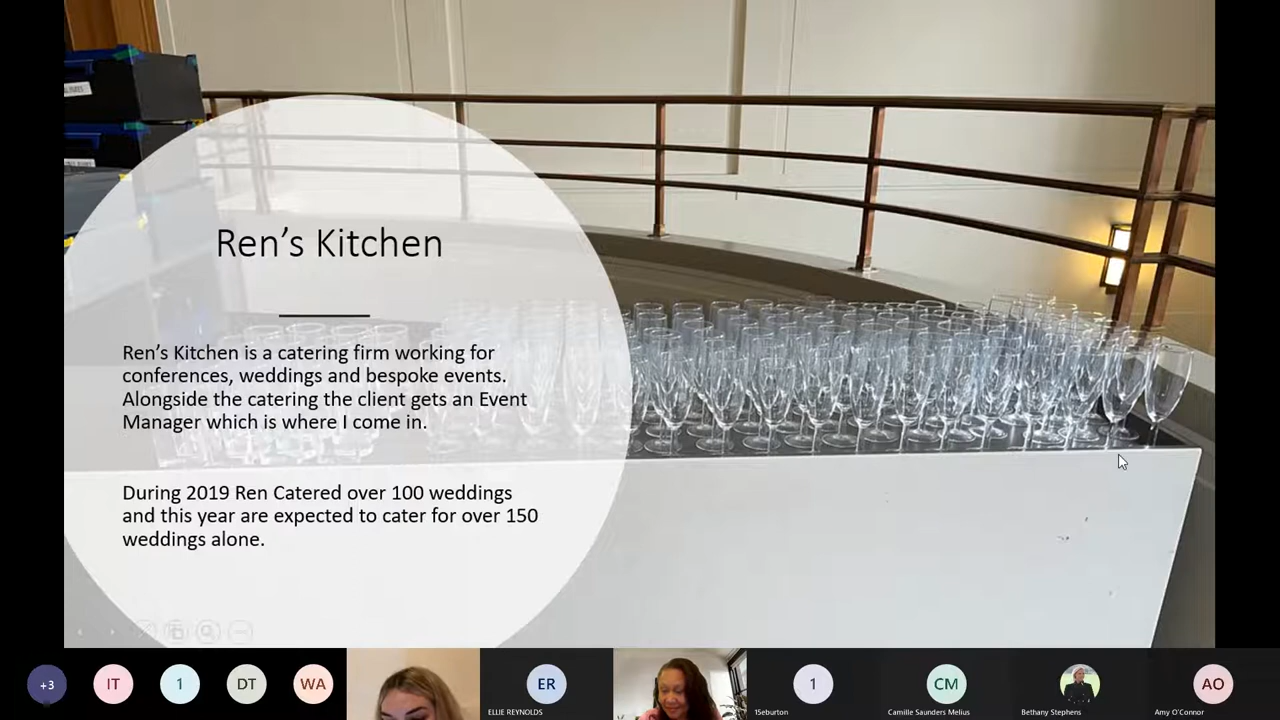 Ren’s Kitchen
Ren’s Kitchen is a catering firm working for
conferences, weddings and bespoke events.
Alongside the catering the client gets an Event
Manager which is where I come in.
During 2019 Ren Catered over 100 weddings
and this year are expected to cater for over 150
weddings alone.
+3
IT
1
DT
WA
ER
1
CM
AO
ELLIE REYNOLDS
15eburton
Camille Saunders Melius
Bethany Stephens
Amy O'Connor